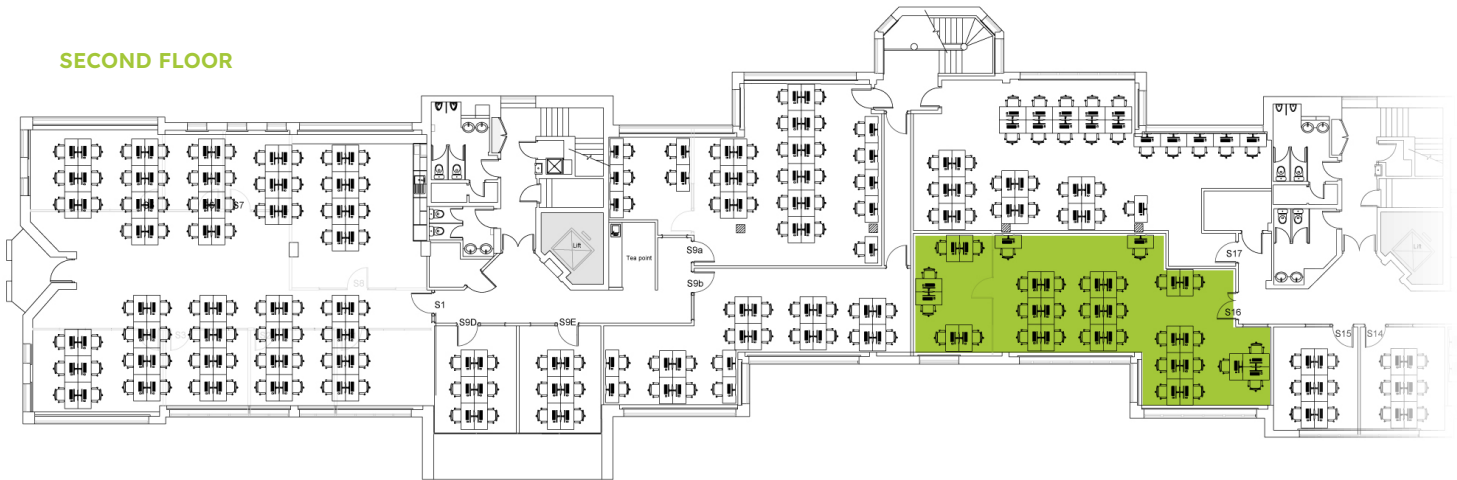 SECOND FLOOR
S7
S8
S1
Lift
Tea point
S9a
S9b
S9D
S9E
S17
S16
S15
S14
Lift